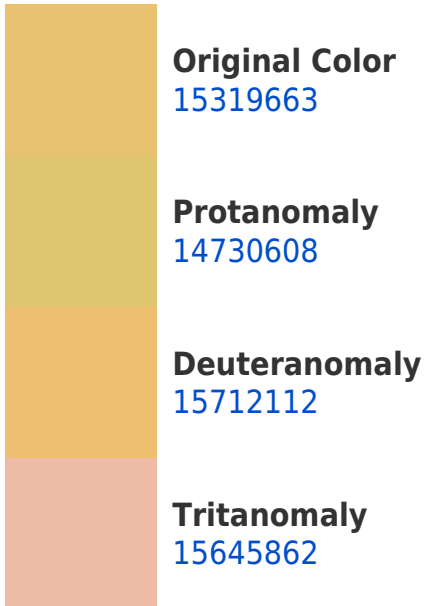 Original Color
15319663
Protanomaly
14730608
Deuteranomaly
15712112
Tritanomaly
15645862